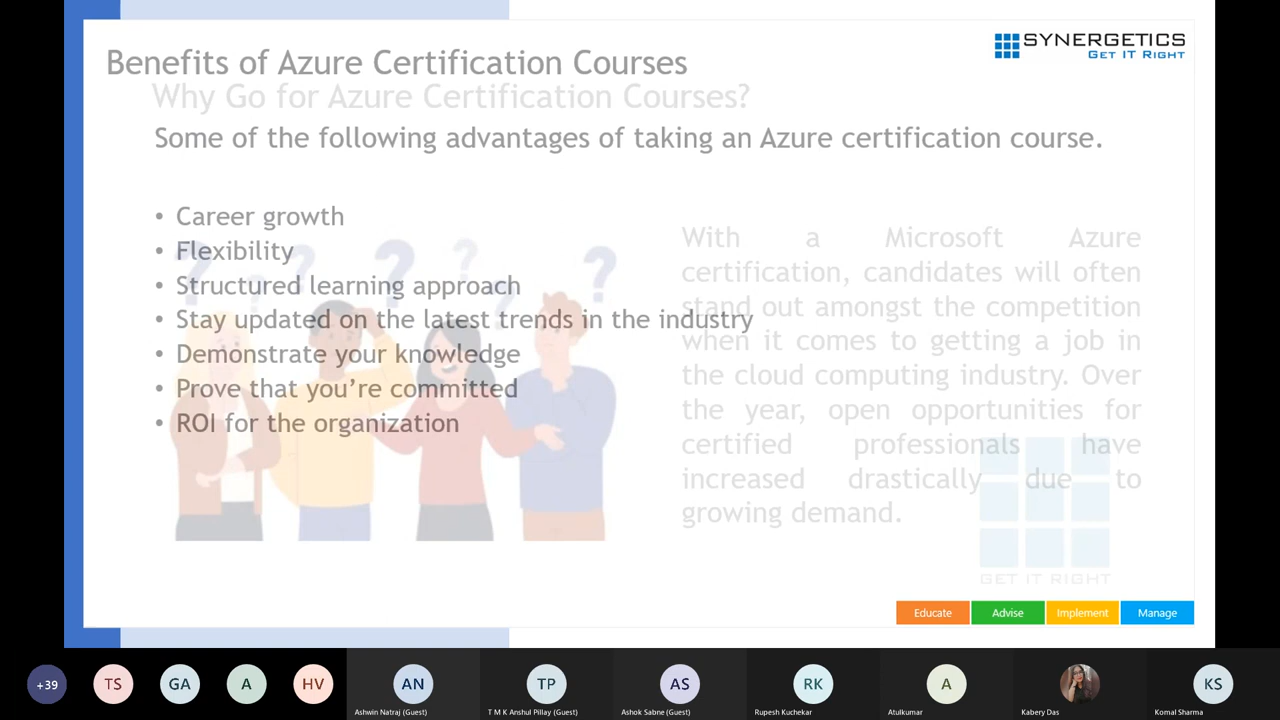 SYNERGETICS
GET IT RIGHT
Benefits of Azure Certification Courses
Why Go for Azure Certification Courses?
Some of the following advantages of taking an Azure certification course.
• Career growth
• Flexibility
• Structured learning approach
• Stay updated on the latest trends in the industry
• Demonstrate your knowledge
• Prove that you're committed
• ROI for the organization
? ? ? ? ? ? ?
With a Microsoft Azure
certification, candidates will often
stand out amongst the competition
when it comes to getting a job in
the cloud computing industry. Over
the year, open opportunities for
certified professionals have
increased drastically due to
growing demand.
GET IT RIGHT
Educate Advise Implement Manage
+39 TS GA A HV AN TP AS RK A KS
Ashwin Natraj (Guest) T M K Anshul Pillay (Guest) Ashok Sabne (Guest) Rupesh Kuchekar Atulkumar Kabery Das Komal Sharma